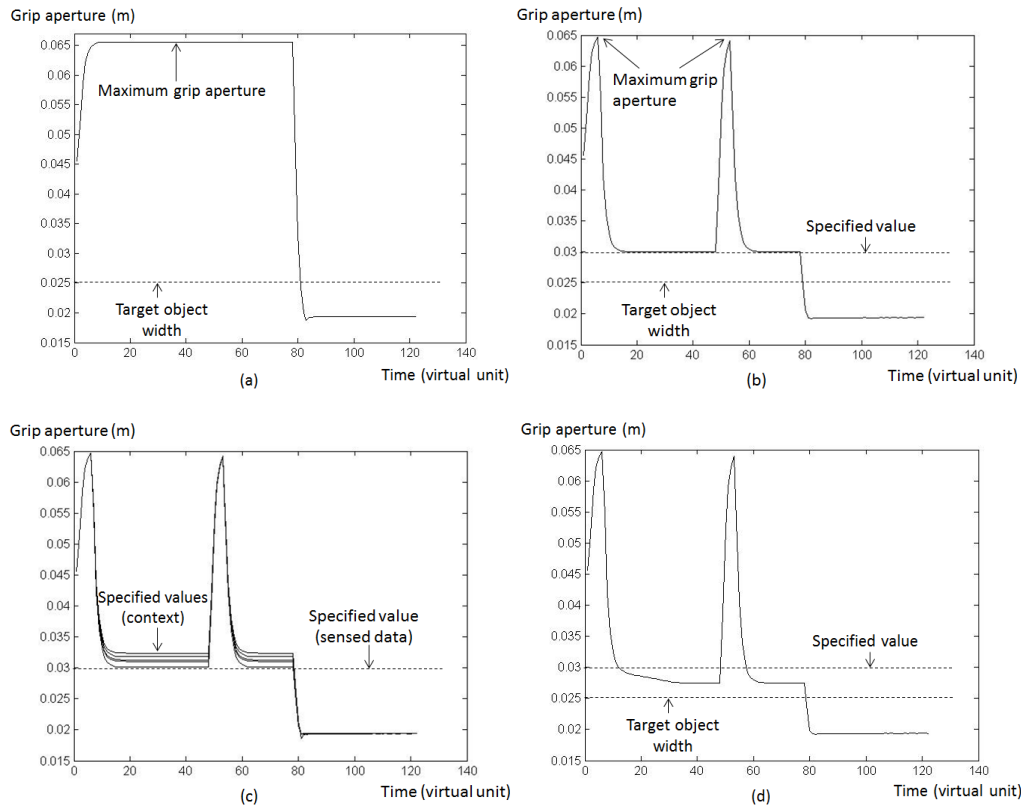 Grip aperture (m)
0.065
0.06
0.055
0.05
0.045
0.04
0.035
0.03
0.025
0.02
0.015
Maximum grip aperture
Target object
width
0 20 40 60 80 100 120 140
Time (virtual unit)
(a)
Grip aperture (m)
0.065
0.06
0.055
0.05
0.045
0.04
0.035
0.03
0.025
0.02
0.015
Maximum grip
aperture
Specified value
Target object
width
0 20 40 60 80 100 120 140
Time (virtual unit)
(b)
Grip aperture (m)
0.065
0.06
0.055
0.05
0.045
0.04
0.035
0.03
0.025
0.02
0.015
Specified values
(context)
Specified value
(sensed data)
0 20 40 60 80 100 120 140
Time (virtual unit)
(c)
Grip aperture (m)
0.065
0.06
0.055
0.05
0.045
0.04
0.035
0.03
0.025
0.02
0.015
Specified value
Target object
width
0 20 40 60 80 100 120 140
Time (virtual unit)
(d)